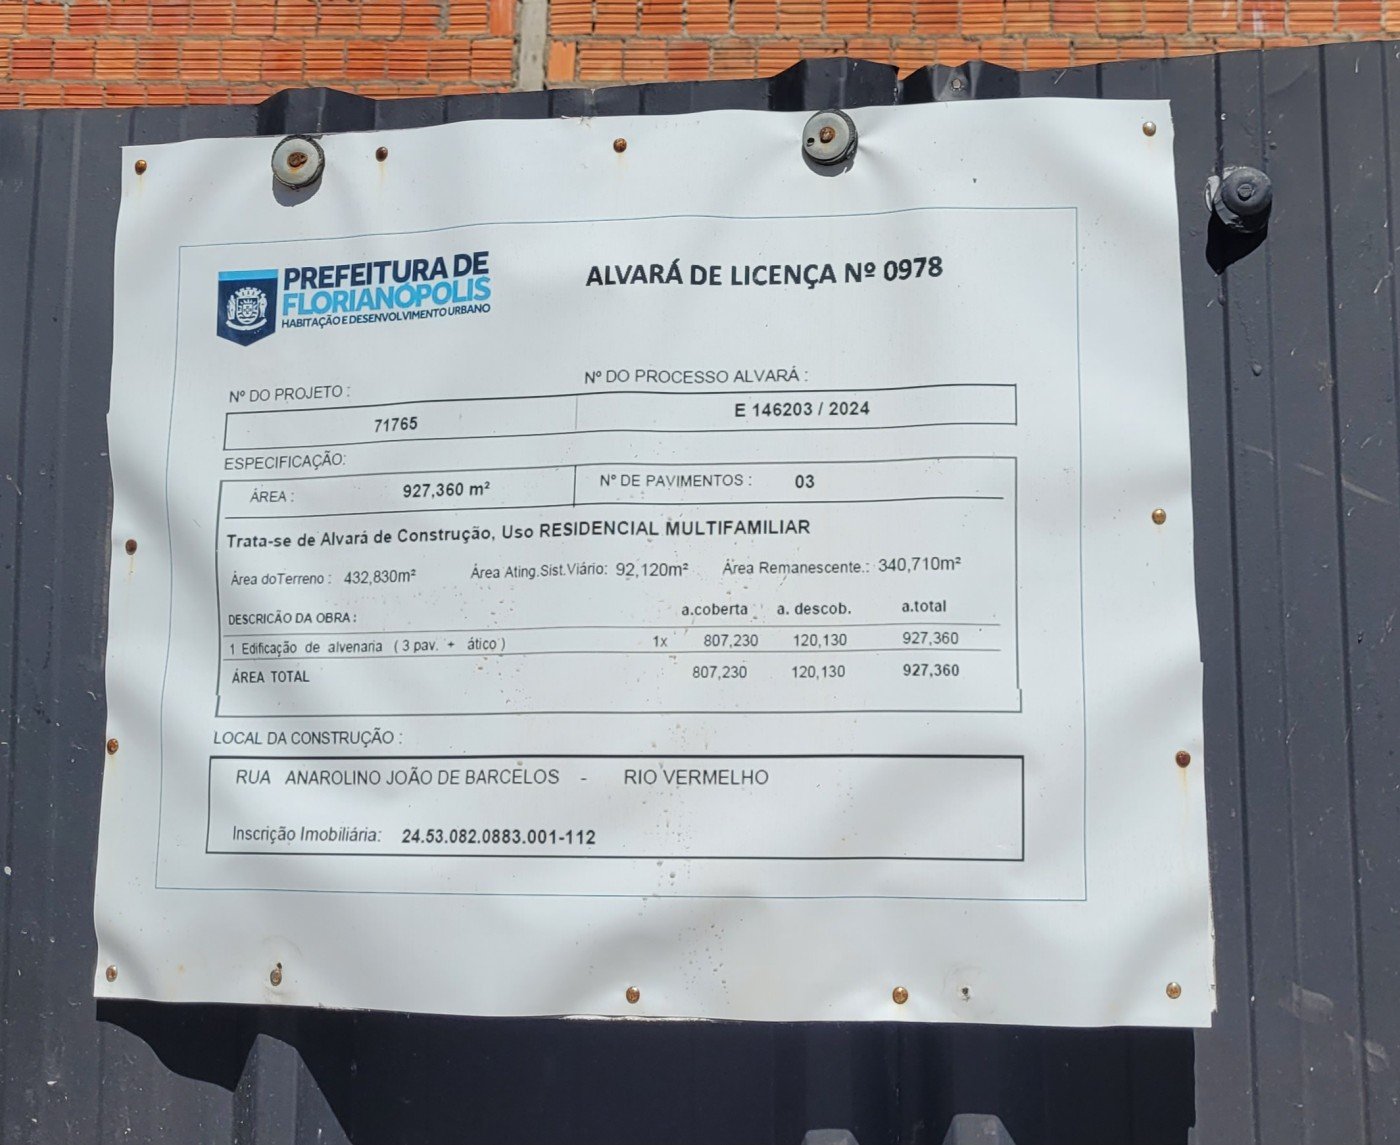 PREFEITURA DE
FLORIANÓPOLIS
HABITAÇÃO E DESENVOLVIMENTO URBANO
ALVARÁ DE LICENÇA Nº 0978
Nº DO PROJETO :
Nº DO PROCESSO ALVARÁ :
71765
E 146203 / 2024
ESPECIFICAÇÃO:
ÁREA : 927,360 m² Nº DE PAVIMENTOS : 03
Trata-se de Alvará de Construção, Uso RESIDENCIAL MULTIFAMILIAR
Área doTerreno : 432,830m² Área Ating.Sist.Viário: 92,120m² Área Remanescente.: 340,710m²
DESCRICÃO DA OBRA : a.coberta a. descob. a.total
1 Edificação de alvenaria ( 3 pav. + ático ) 1x 807,230 120,130 927,360
ÁREA TOTAL 807,230 120,130 927,360
LOCAL DA CONSTRUÇÃO :
RUA ANAROLINO JOÃO DE BARCELOS - RIO VERMELHO
Inscrição Imobiliária: 24.53.082.0883.001-112